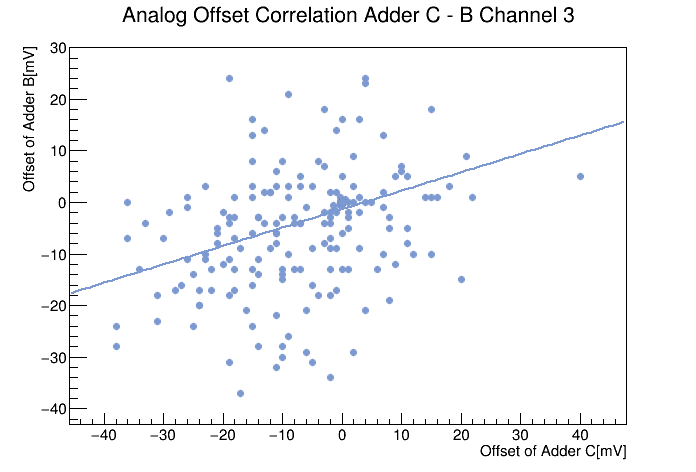 Analog Offset Correlation Adder C - B Channel 3
Offset of Adder B[mV]
30
20
10
0
−10
−20
−30
−40
−40 −30 −20 −10 0 10 20 30 40
Offset of Adder C[mV]